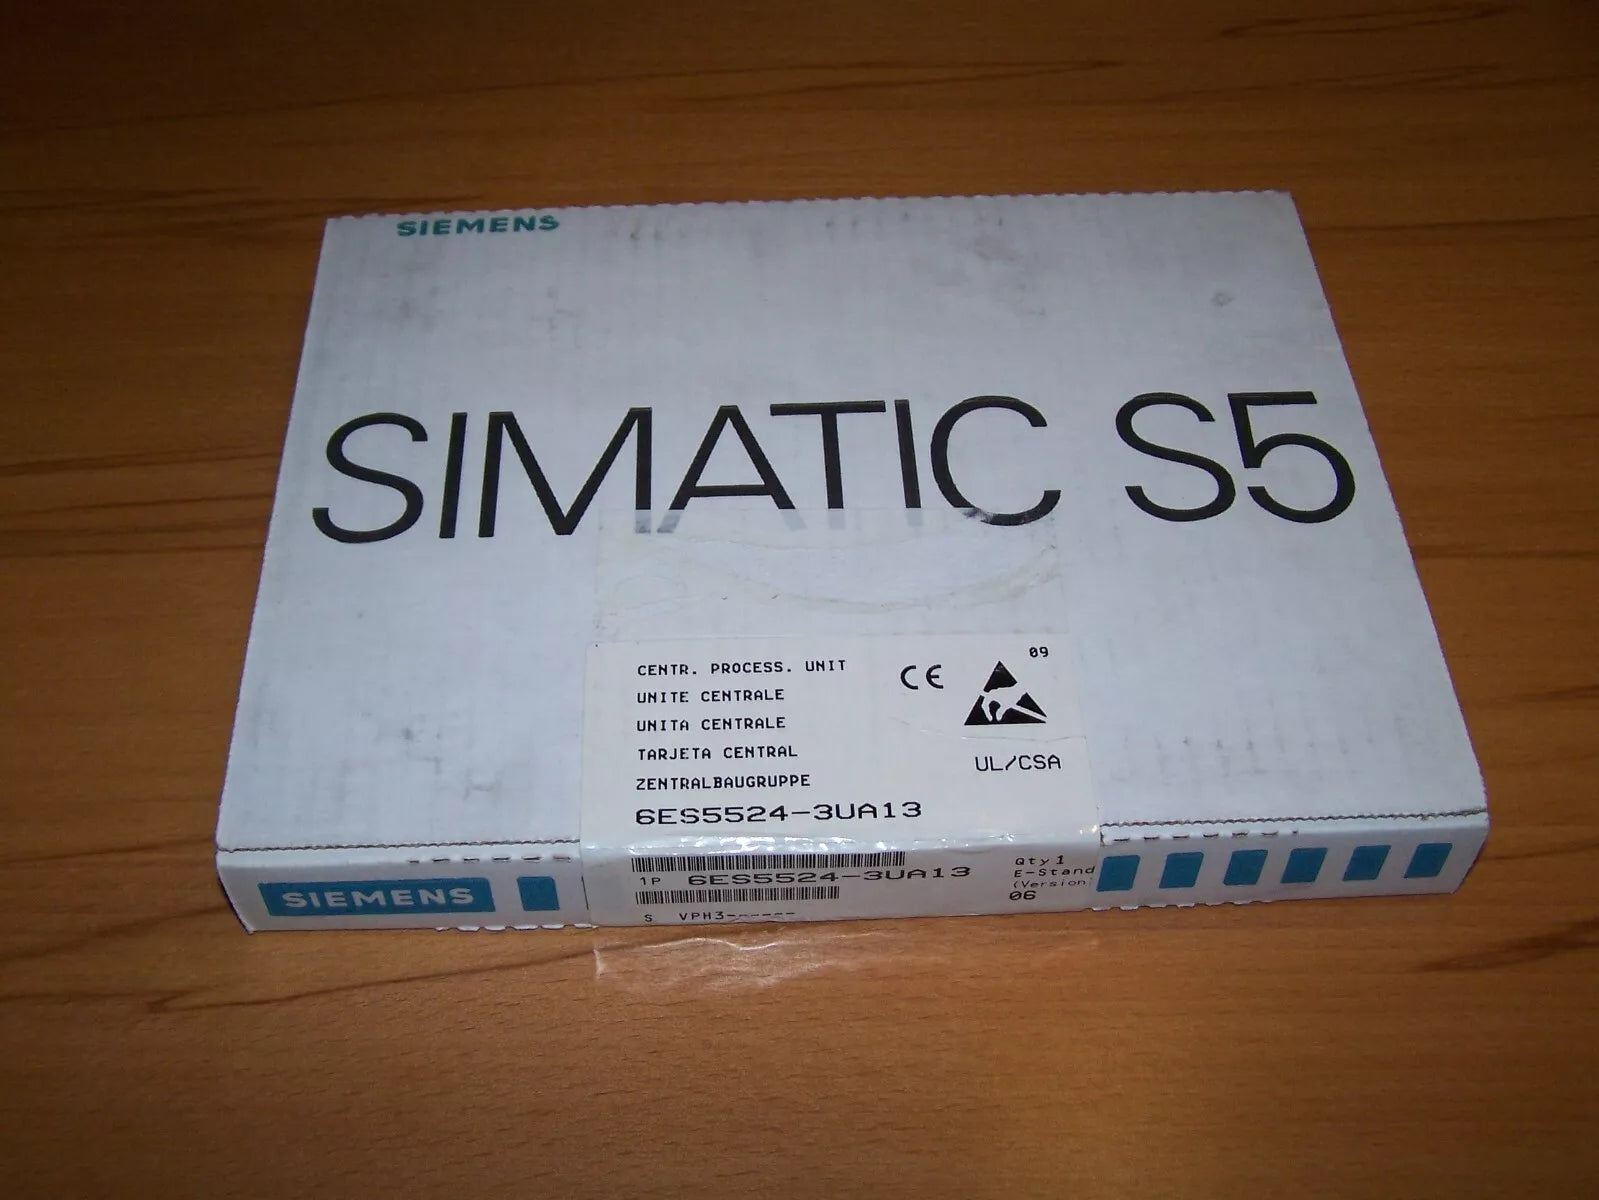 SIEMENS
SIMATIC S5
09
CENTR. PROCESS. UNIT
CE
UNITE CENTRALE
UNITA CENTRALE
TARJETA CENTRAL
UL/CSA
ZENTRALBAUGRUPPE
6ES5524-3UA13
Qty 1
1P 6ES5524-3UA13
E-Stand
(Version
06
SIEMENS
S VPH3------